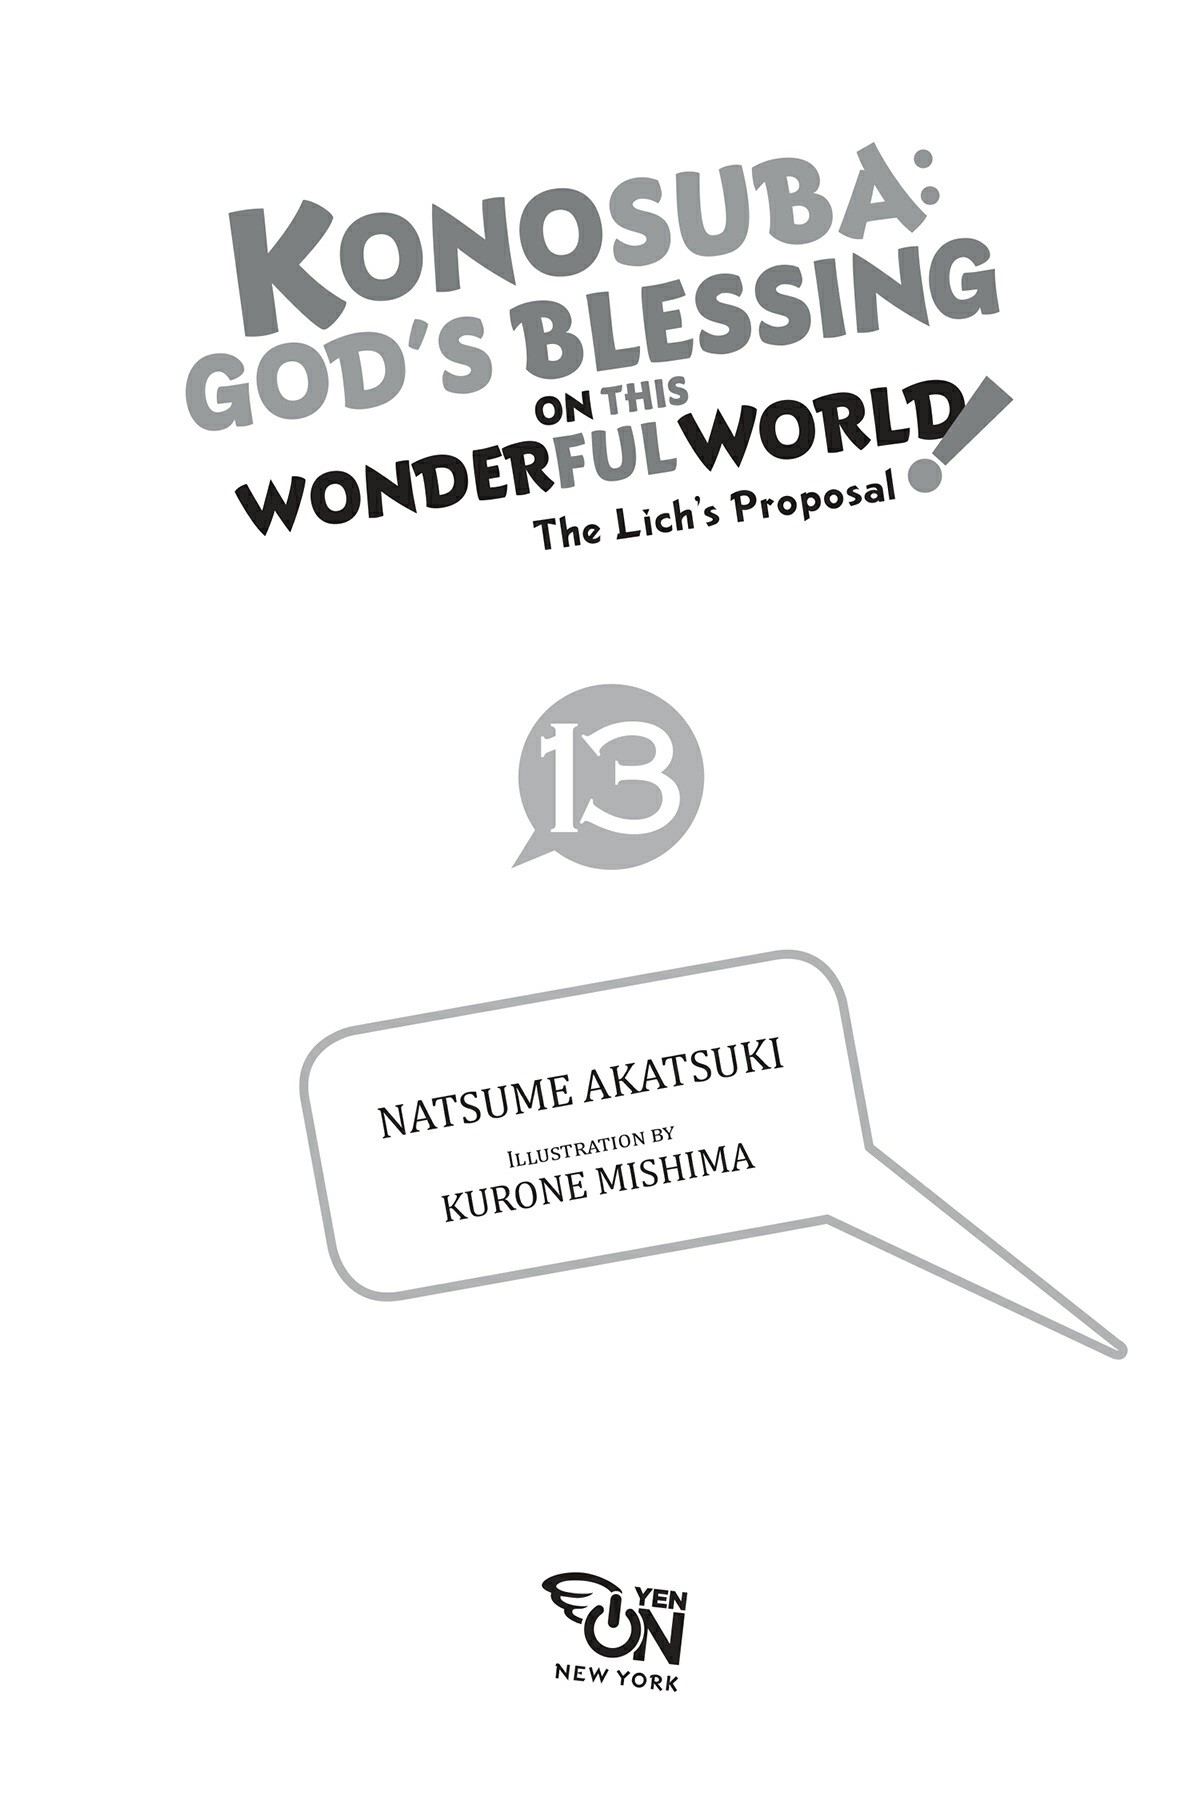 KONOSUBA:
GOD'S BLESSING
ON THIS
WONDERFUL WORLD!
The Lich's Proposal
13
NATSUME AKATSUKI
ILLUSTRATION BY
KURONE MISHIMA
YEN
ON
NEW YORK